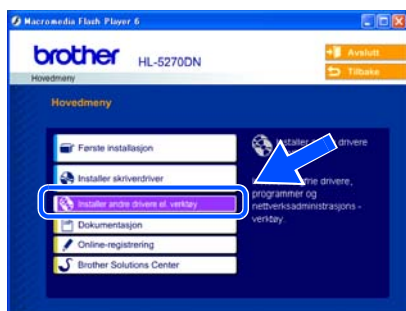 Macromedia Flash Player 6
brother HL-5270DN
Avslutt
Tilbake
Hovedmeny
Hovedmeny
Første installasjon
Installer skriverdriver
Installer andre drivere el. verktøy
Dokumentasjon
Online-registrering
Brother Solutions Center
drivere
drivere,
programmer og
nettverksadministrasjons -
verktøy.